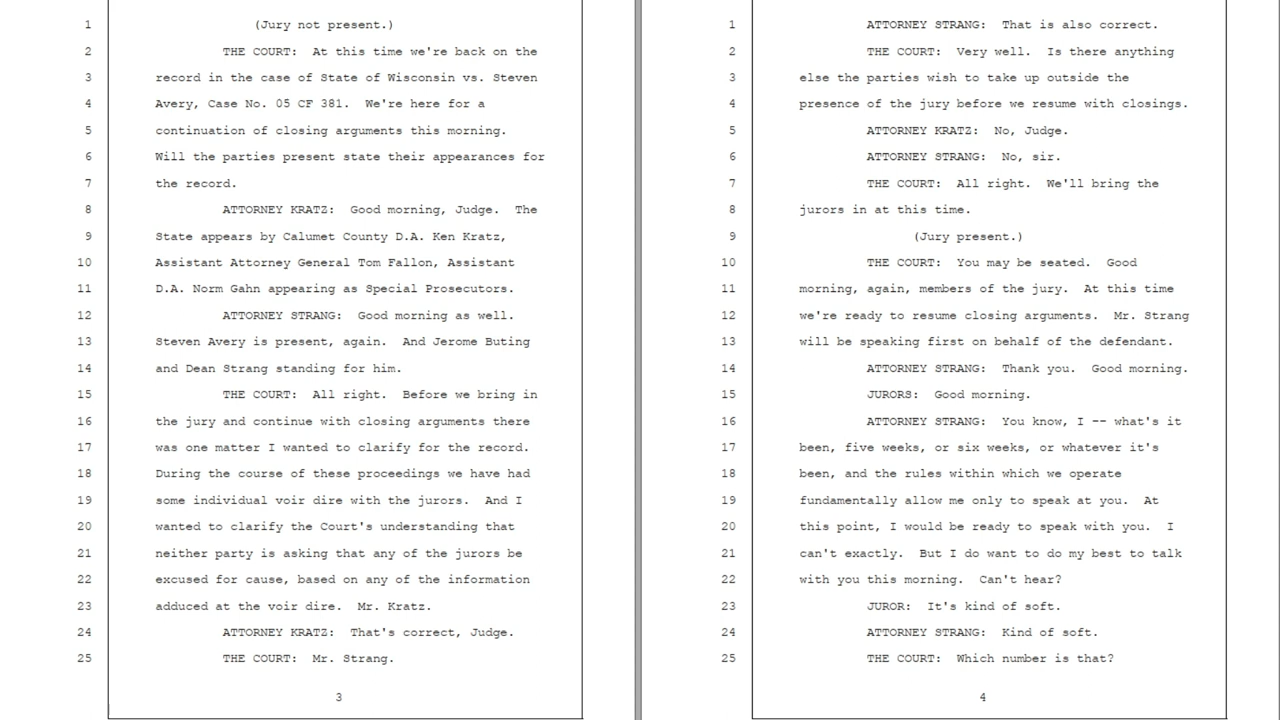 1 (Jury not present.)
2 THE COURT: At this time we're back on the
3 record in the case of State of Wisconsin vs. Steven
4 Avery, Case No. 05 CF 381. We're here for a
5 continuation of closing arguments this morning.
6 Will the parties present state their appearances for
7 the record.
8 ATTORNEY KRATZ: Good morning, Judge. The
9 State appears by Calumet County D.A. Ken Kratz,
10 Assistant Attorney General Tom Fallon, Assistant
11 D.A. Norm Gahn appearing as Special Prosecutors.
12 ATTORNEY STRANG: Good morning as well.
13 Steven Avery is present, again. And Jerome Buting
14 and Dean Strang standing for him.
15 THE COURT: All right. Before we bring in
16 the jury and continue with closing arguments there
17 was one matter I wanted to clarify for the record.
18 During the course of these proceedings we have had
19 some individual voir dire with the jurors. And I
20 wanted to clarify the Court's understanding that
21 neither party is asking that any of the jurors be
22 excused for cause, based on any of the information
23 adduced at the voir dire. Mr. Kratz.
24 ATTORNEY KRATZ: That's correct, Judge.
25 THE COURT: Mr. Strang.
3
1 ATTORNEY STRANG: That is also correct.
2 THE COURT: Very well. Is there anything
3 else the parties wish to take up outside the
4 presence of the jury before we resume with closings.
5 ATTORNEY KRATZ: No, Judge.
6 ATTORNEY STRANG: No, sir.
7 THE COURT: All right. We'll bring the
8 jurors in at this time.
9 (Jury present.)
10 THE COURT: You may be seated. Good
11 morning, again, members of the jury. At this time
12 we're ready to resume closing arguments. Mr. Strang
13 will be speaking first on behalf of the defendant.
14 ATTORNEY STRANG: Thank you. Good morning.
15 JURORS: Good morning.
16 ATTORNEY STRANG: You know, I -- what's it
17 been, five weeks, or six weeks, or whatever it's
18 been, and the rules within which we operate
19 fundamentally allow me only to speak at you. At
20 this point, I would be ready to speak with you. I
21 can't exactly. But I do want to do my best to talk
22 with you this morning. Can't hear?
23 JUROR: It's kind of soft.
24 ATTORNEY STRANG: Kind of soft.
25 THE COURT: Which number is that?
4